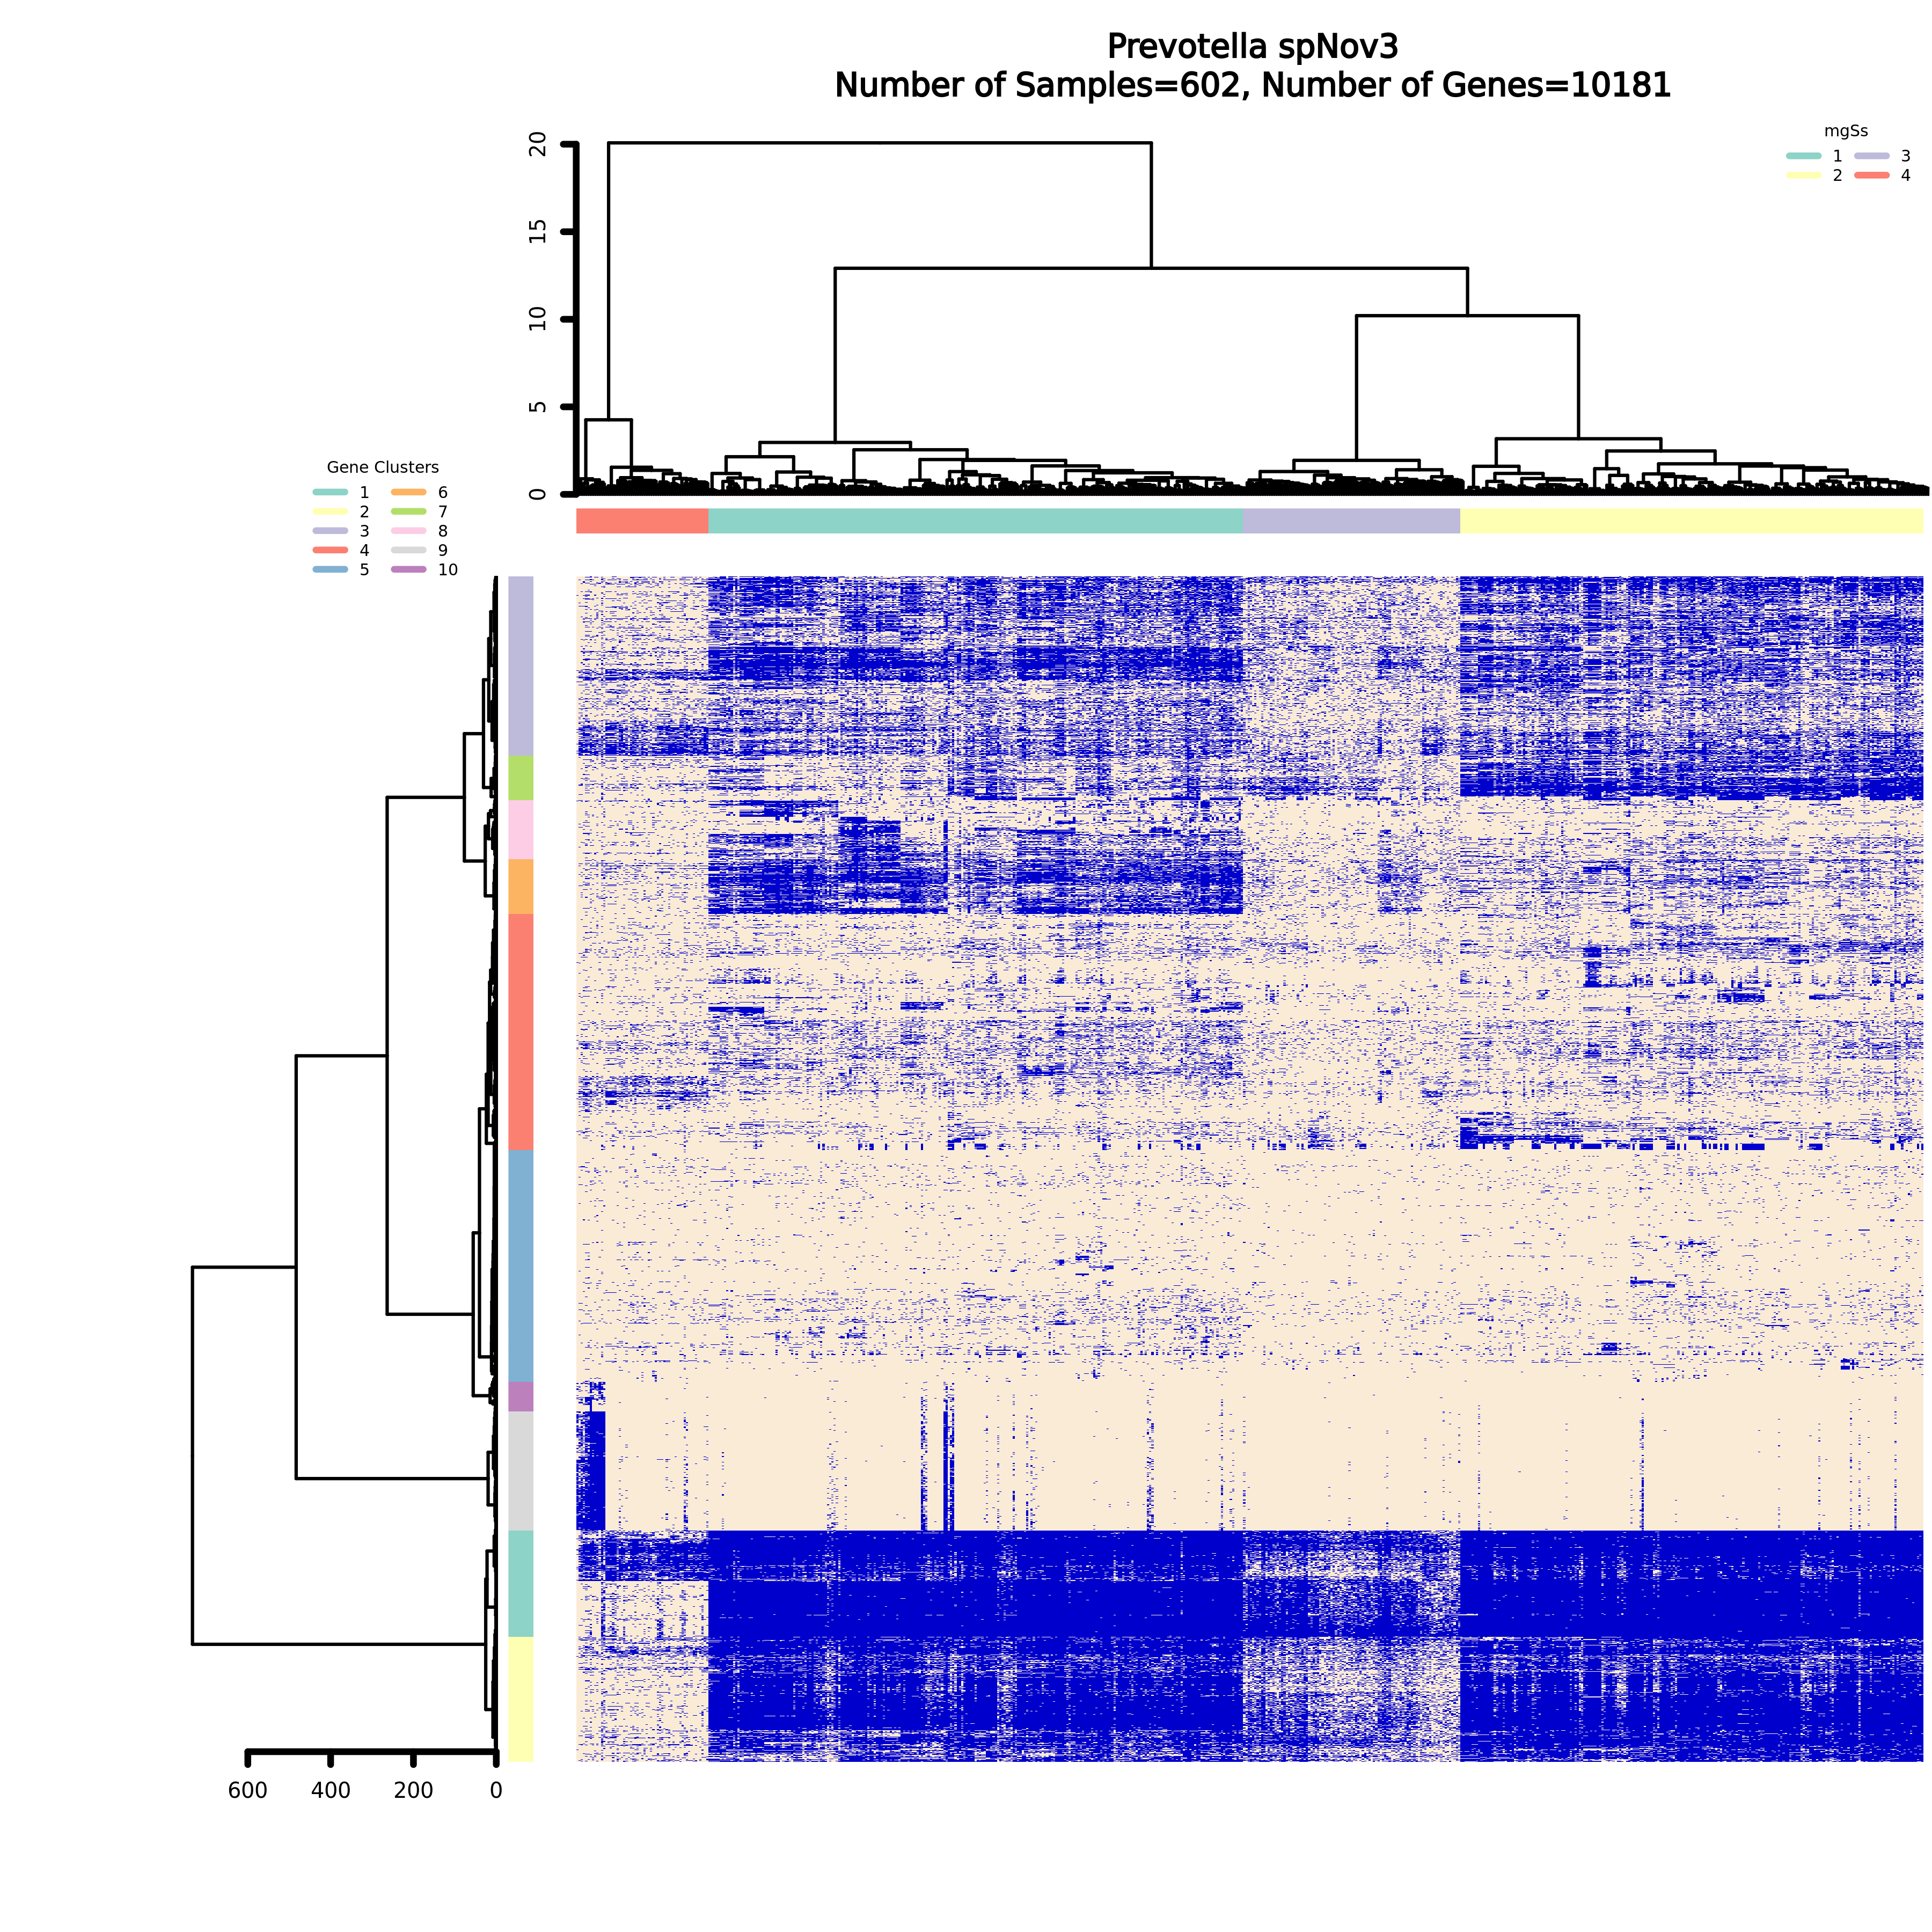 Prevotella spNov3
Number of Samples=602, Number of Genes=10181
mgSs
1 3
2 4
20
15
10
5
0
Gene Clusters
1 6
2 7
3 8
4 9
5 10
600 400 200 0